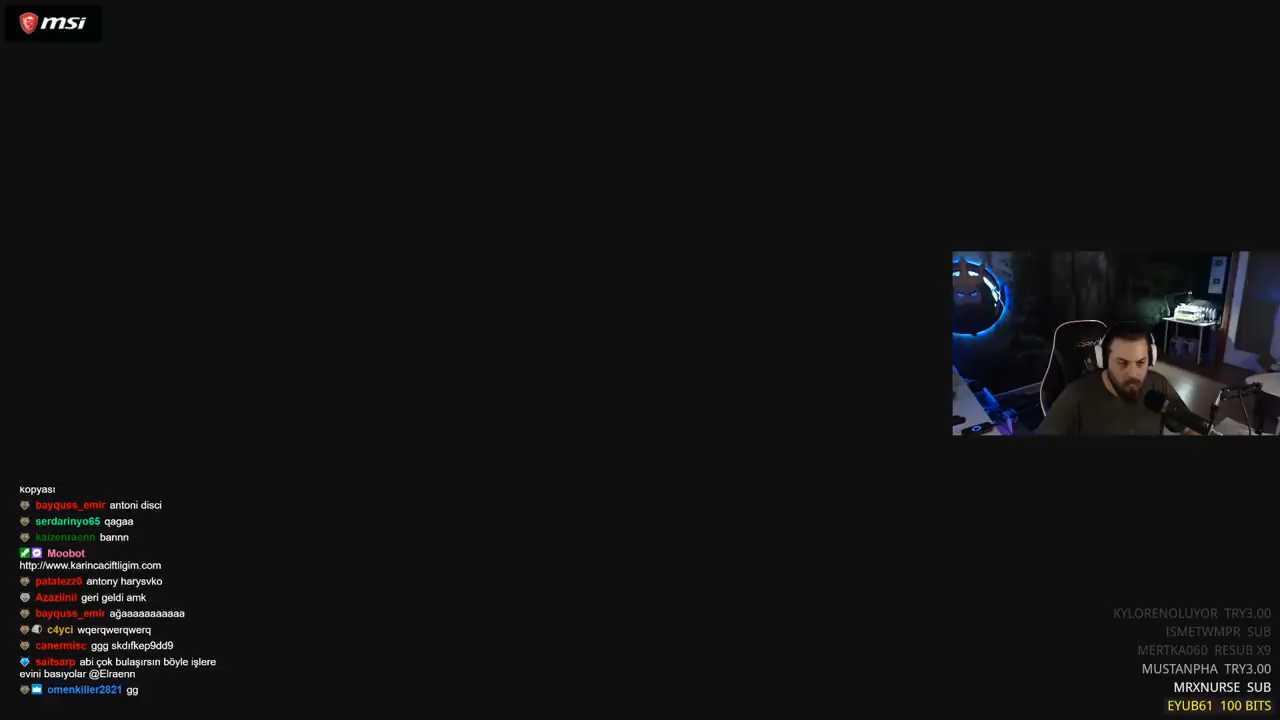 msi
kopyası
bayquss_emir antoni disci
serdarinyo65 qagaa
kaizenraenn bannn
Moobot
http://www.karincaciftligim.com
patatezz0 antony harysvko
Azazilnil geri geldi amk
bayquss_emir ağaaaaaaaaaaa
c4yci wqerqwerqwerq
canermisc ggg skdıfkep9dd9
saitsarp abi çok bulaşırsın böyle işlere
evini basıyolar @Elraenn
omenkiller2821 gg
KYLORENOLUYOR TRY3.00
ISMETWMPR SUB
MERTKA060 RESUB X9
MUSTANPHA TRY3.00
MRXNURSE SUB
EYUB61 100 BITS